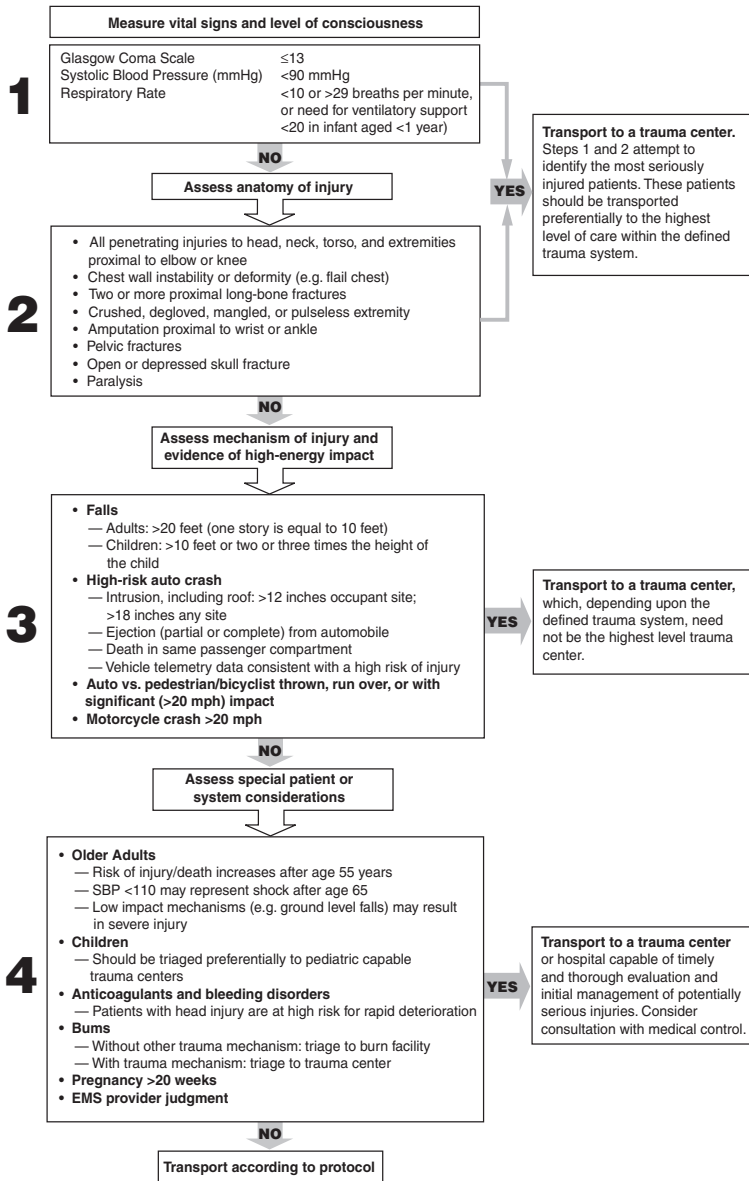 Measure vital signs and level of consciousness
1
Glasgow Coma Scale ≤13
Systolic Blood Pressure (mmHg) <90 mmHg
Respiratory Rate <10 or >29 breaths per minute,
or need for ventilatory support
<20 in infant aged <1 year)
NO
Assess anatomy of injury
YES
Transport to a trauma center.
Steps 1 and 2 attempt to
identify the most seriously
injured patients. These patients
should be transported
preferentially to the highest
level of care within the defined
trauma system.
2
• All penetrating injuries to head, neck, torso, and extremities
proximal to elbow or knee
• Chest wall instability or deformity (e.g. flail chest)
• Two or more proximal long-bone fractures
• Crushed, degloved, mangled, or pulseless extremity
• Amputation proximal to wrist or ankle
• Pelvic fractures
• Open or depressed skull fracture
• Paralysis
NO
Assess mechanism of injury and
evidence of high-energy impact
3
• Falls
— Adults: >20 feet (one story is equal to 10 feet)
— Children: >10 feet or two or three times the height of
the child
• High-risk auto crash
— Intrusion, including roof: >12 inches occupant site;
>18 inches any site
— Ejection (partial or complete) from automobile
— Death in same passenger compartment
— Vehicle telemetry data consistent with a high risk of injury
• Auto vs. pedestrian/bicyclist thrown, run over, or with
significant (>20 mph) impact
• Motorcycle crash >20 mph
YES
Transport to a trauma center,
which, depending upon the
defined trauma system, need
not be the highest level trauma
center.
NO
Assess special patient or
system considerations
4
• Older Adults
— Risk of injury/death increases after age 55 years
— SBP <110 may represent shock after age 65
— Low impact mechanisms (e.g. ground level falls) may result
in severe injury
• Children
— Should be triaged preferentially to pediatric capable
trauma centers
• Anticoagulants and bleeding disorders
— Patients with head injury are at high risk for rapid deterioration
• Bums
— Without other trauma mechanism: triage to burn facility
— With trauma mechanism: triage to trauma center
• Pregnancy >20 weeks
• EMS provider judgment
YES
Transport to a trauma center
or hospital capable of timely
and thorough evaluation and
initial management of potentially
serious injuries. Consider
consultation with medical control.
NO
Transport according to protocol